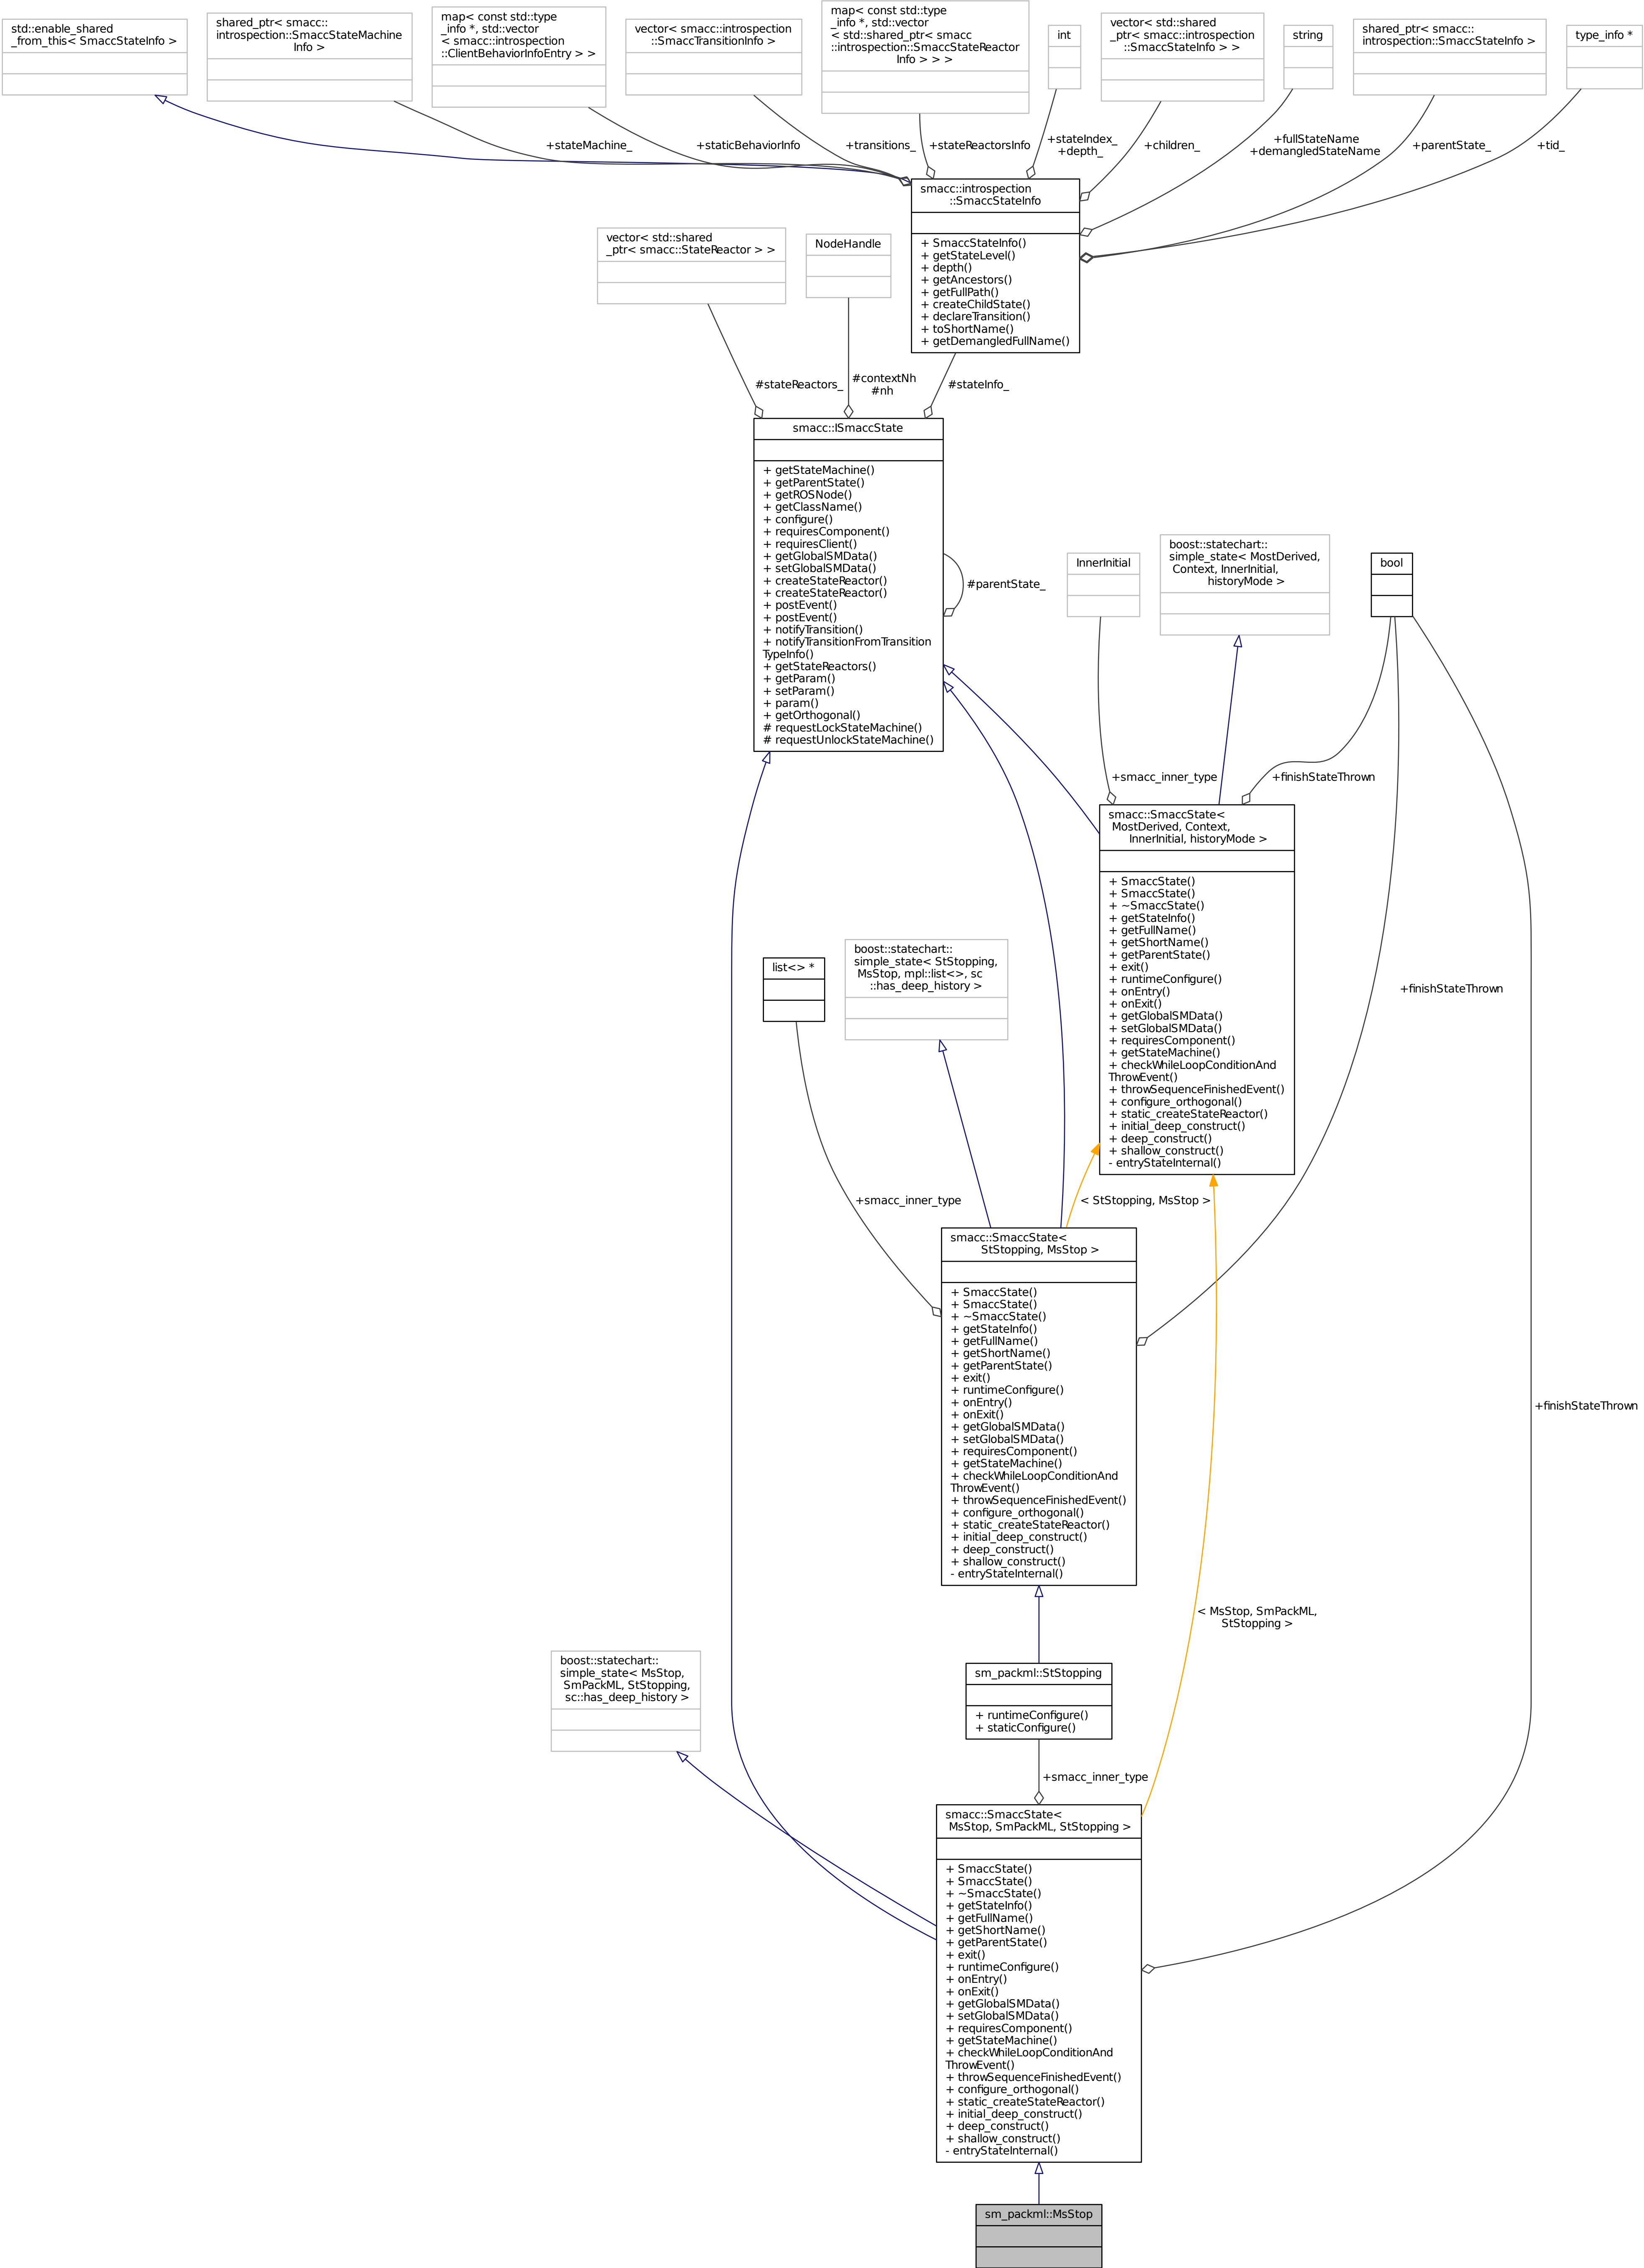 std::enable_shared
_from_this< SmaccStateInfo >
shared_ptr< smacc::
introspection::SmaccStateMachine
Info >
map< const std::type
_info *, std::vector
< smacc::introspection
::ClientBehaviorInfoEntry > >
vector< smacc::introspection
::SmaccTransitionInfo >
map< const std::type
_info *, std::vector
< std::shared_ptr< smacc
::introspection::SmaccStateReactor
Info > > >
int
vector< std::shared
_ptr< smacc::introspection
::SmaccStateInfo > >
string
shared_ptr< smacc::
introspection::SmaccStateInfo >
type_info *
+stateMachine_
+staticBehaviorInfo
+transitions_
+stateReactorsInfo
+stateIndex_
+depth_
+children_
+fullStateName
+demangledStateName
+parentState_
+tid_
smacc::introspection
::SmaccStateInfo
+ SmaccStateInfo()
+ getStateLevel()
+ depth()
+ getAncestors()
+ getFullPath()
+ createChildState()
+ declareTransition()
+ toShortName()
+ getDemangledFullName()
vector< std::shared
_ptr< smacc::StateReactor > >
NodeHandle
#stateReactors_
#contextNh
#nh
#stateInfo_
smacc::ISmaccState
+ getStateMachine()
+ getParentState()
+ getROSNode()
+ getClassName()
+ configure()
+ requiresComponent()
+ requiresClient()
+ getGlobalSMData()
+ setGlobalSMData()
+ createStateReactor()
+ createStateReactor()
+ postEvent()
+ postEvent()
+ notifyTransition()
+ notifyTransitionFromTransition
TypeInfo()
+ getStateReactors()
+ getParam()
+ setParam()
+ param()
+ getOrthogonal()
# requestLockStateMachine()
# requestUnlockStateMachine()
#parentState_
InnerInitial
boost::statechart::
simple_state< MostDerived,
Context, InnerInitial,
historyMode >
bool
+smacc_inner_type
+finishStateThrown
smacc::SmaccState<
MostDerived, Context,
InnerInitial, historyMode >
+ SmaccState()
+ SmaccState()
+ ~SmaccState()
+ getStateInfo()
+ getFullName()
+ getShortName()
+ getParentState()
+ exit()
+ runtimeConfigure()
+ onEntry()
+ onExit()
+ getGlobalSMData()
+ setGlobalSMData()
+ requiresComponent()
+ getStateMachine()
+ checkWhileLoopConditionAnd
ThrowEvent()
+ throwSequenceFinishedEvent()
+ configure_orthogonal()
+ static_createStateReactor()
+ initial_deep_construct()
+ deep_construct()
+ shallow_construct()
- entryStateInternal()
list<> *
boost::statechart::
simple_state< StStopping,
MsStop, mpl::list<>, sc
::has_deep_history >
+finishStateThrown
+smacc_inner_type
< StStopping, MsStop >
smacc::SmaccState<
StStopping, MsStop >
+ SmaccState()
+ SmaccState()
+ ~SmaccState()
+ getStateInfo()
+ getFullName()
+ getShortName()
+ getParentState()
+ exit()
+ runtimeConfigure()
+ onEntry()
+ onExit()
+ getGlobalSMData()
+ setGlobalSMData()
+ requiresComponent()
+ getStateMachine()
+ checkWhileLoopConditionAnd
ThrowEvent()
+ throwSequenceFinishedEvent()
+ configure_orthogonal()
+ static_createStateReactor()
+ initial_deep_construct()
+ deep_construct()
+ shallow_construct()
- entryStateInternal()
+finishStateThrown
< MsStop, SmPackML,
StStopping >
boost::statechart::
simple_state< MsStop,
SmPackML, StStopping,
sc::has_deep_history >
sm_packml::StStopping
+ runtimeConfigure()
+ staticConfigure()
+smacc_inner_type
smacc::SmaccState<
MsStop, SmPackML, StStopping >
+ SmaccState()
+ SmaccState()
+ ~SmaccState()
+ getStateInfo()
+ getFullName()
+ getShortName()
+ getParentState()
+ exit()
+ runtimeConfigure()
+ onEntry()
+ onExit()
+ getGlobalSMData()
+ setGlobalSMData()
+ requiresComponent()
+ getStateMachine()
+ checkWhileLoopConditionAnd
ThrowEvent()
+ throwSequenceFinishedEvent()
+ configure_orthogonal()
+ static_createStateReactor()
+ initial_deep_construct()
+ deep_construct()
+ shallow_construct()
- entryStateInternal()
sm_packml::MsStop